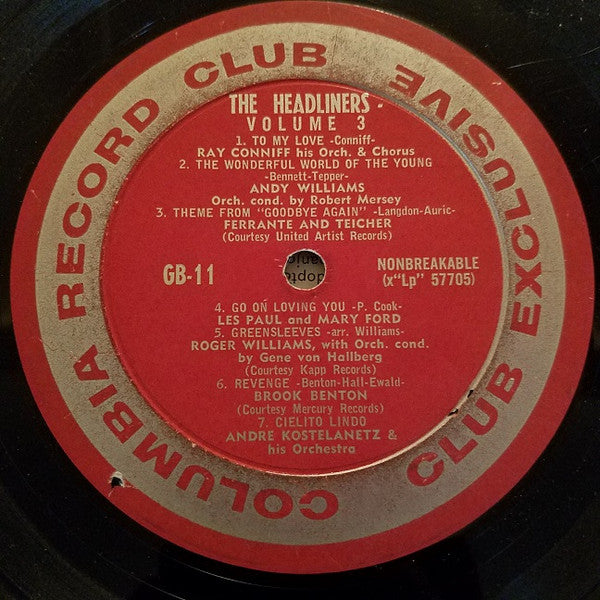 COLUMBIA RECORD CLUB
CLUB EXCLUSIVE
THE HEADLINERS -
VOLUME 3
1. TO MY LOVE -Conniff-
RAY CONNIFF his Orch. & Chorus
2. THE WONDERFUL WORLD OF THE YOUNG
-Bennett-Tepper-
ANDY WILLIAMS
Orch. cond. by Robert Mersey
3. THEME FROM "GOODBYE AGAIN" -Langdon-Auric-
FERRANTE AND TEICHER
(Courtesy United Artist Records)
GB-11
NONBREAKABLE
(x"Lp" 57705)
4. GO ON LOVING YOU -P. Cook-
LES PAUL and MARY FORD
5. GREENSLEEVES -arr. Williams-
ROGER WILLIAMS, with Orch. cond.
by Gene von Hallberg
(Courtesy Kapp Records)
6. REVENGE -Benton-Hall-Ewald-
BROOK BENTON
(Courtesy Mercury Records)
7. CIELITO LINDO
ANDRE KOSTELANETZ &
his Orchestra